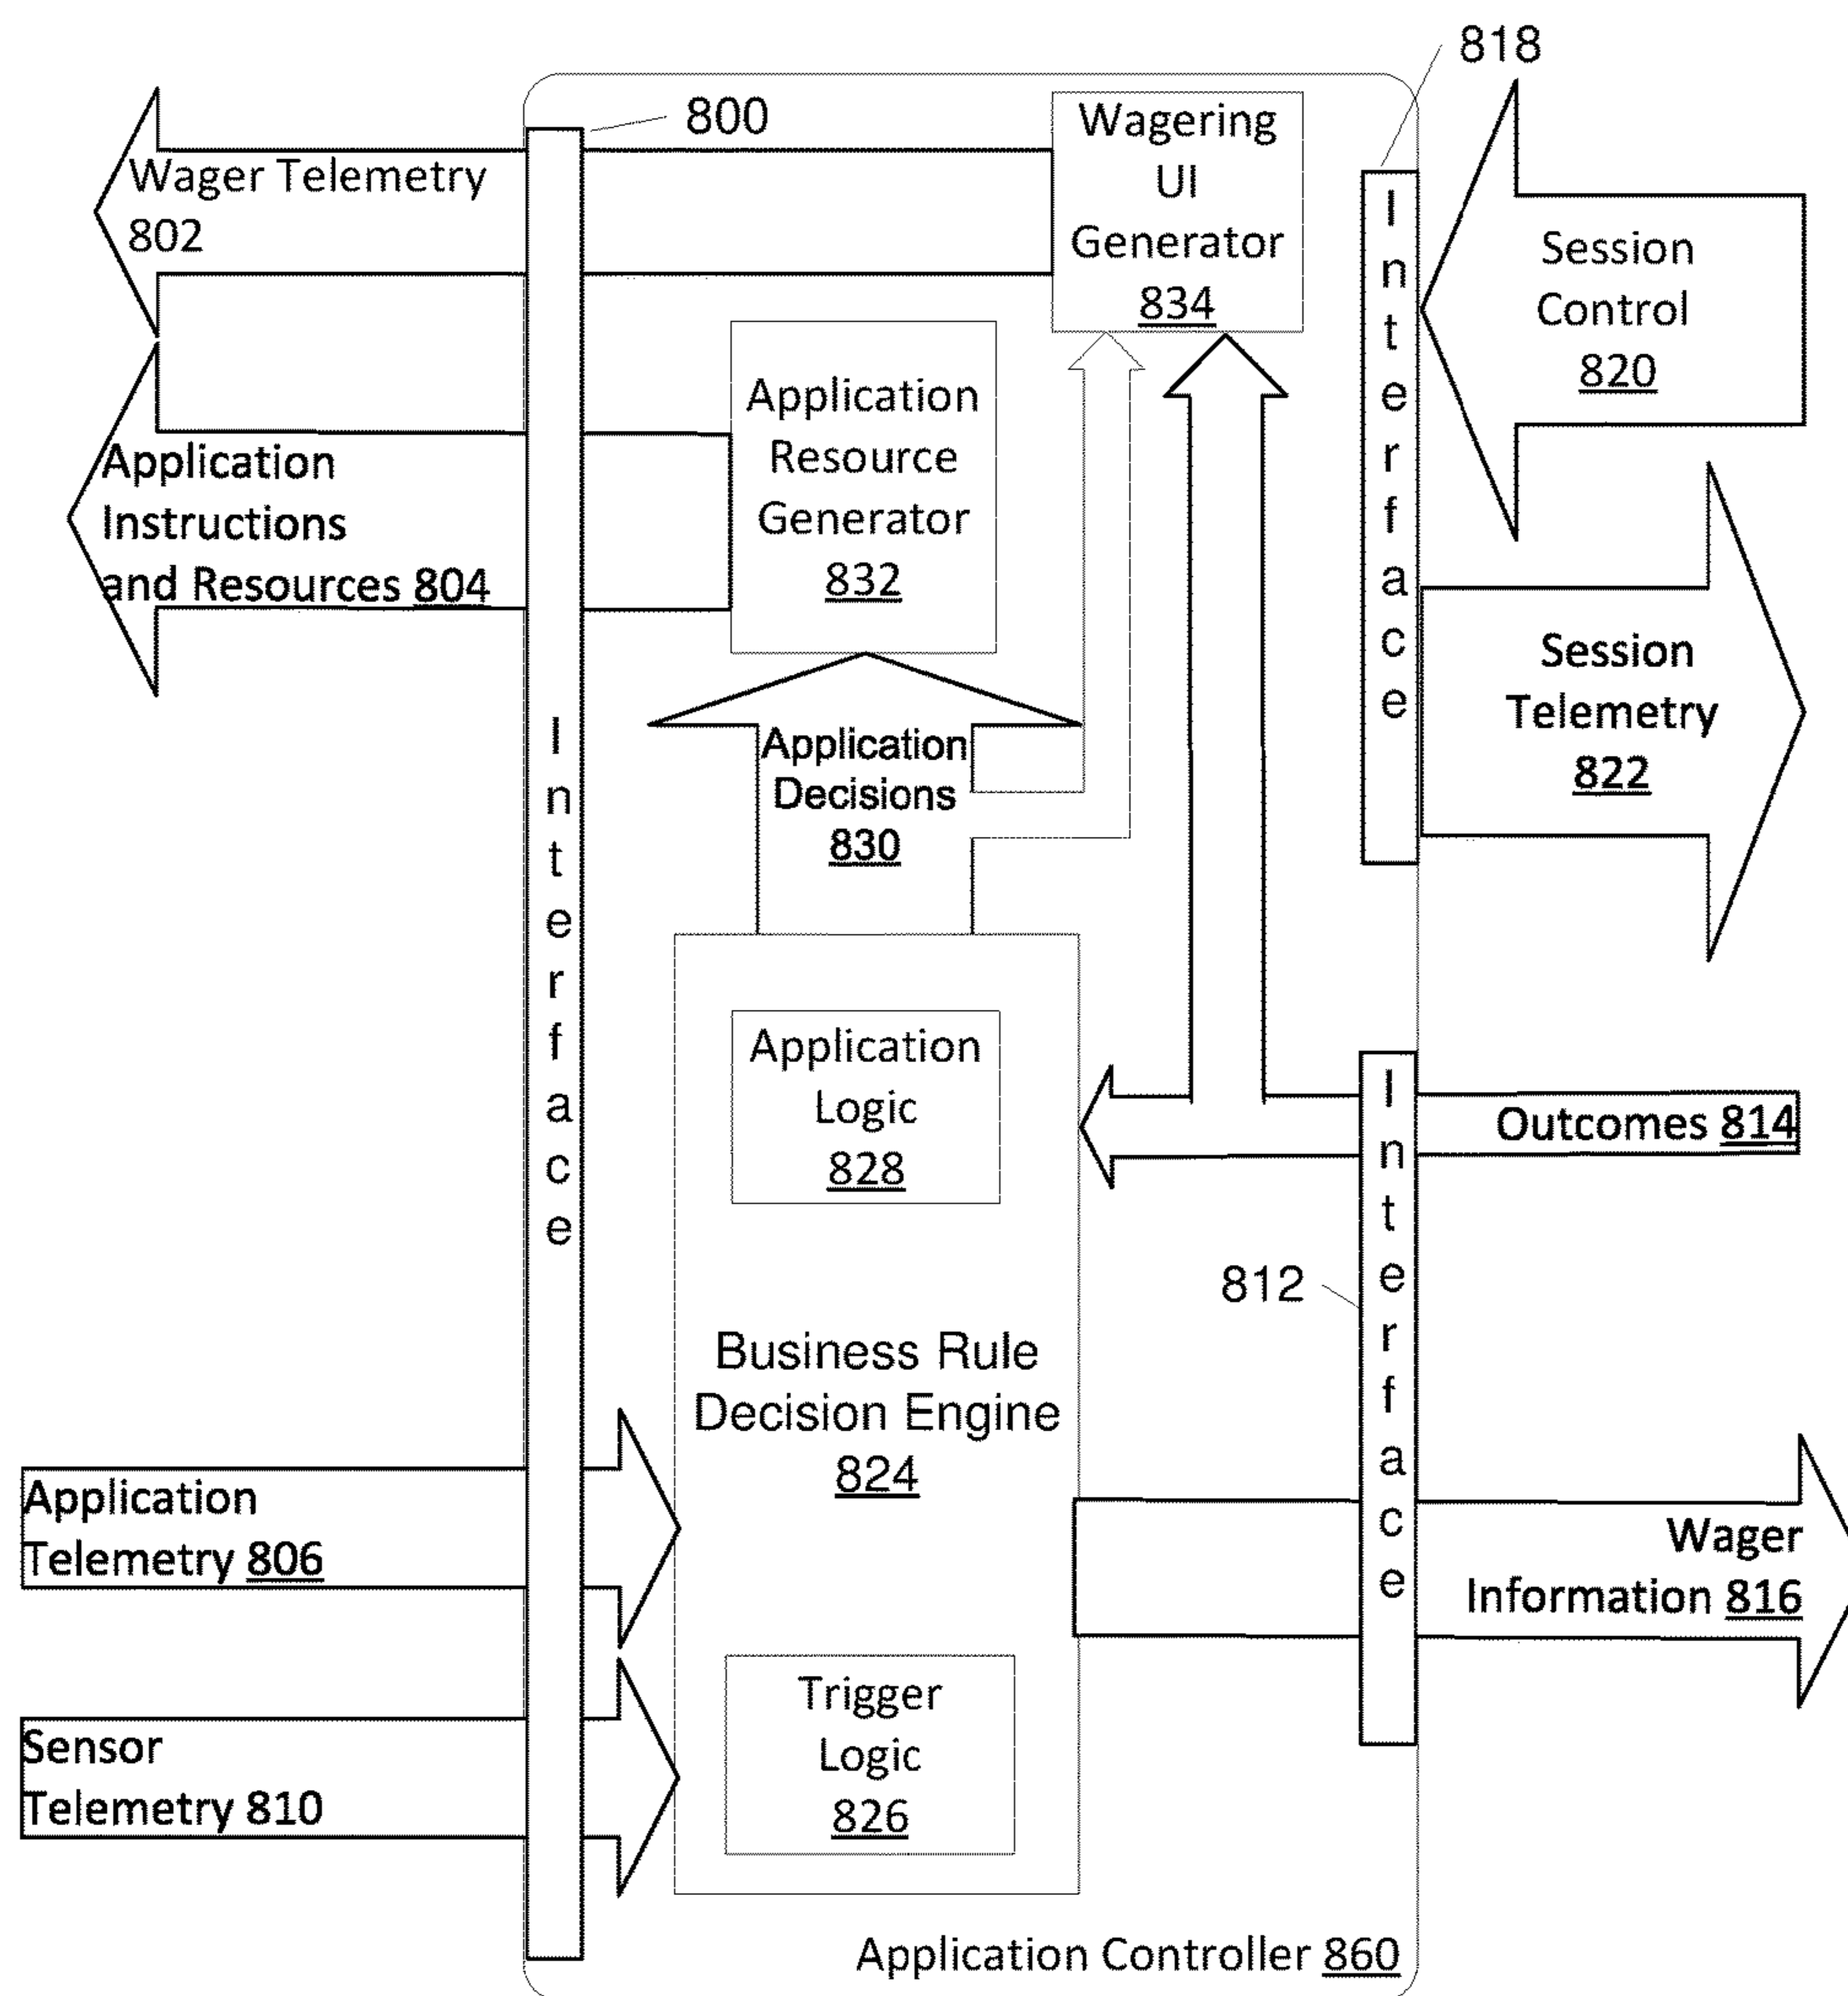 818
800
Wagering
UI
Generator
834
Wager Telemetry
802
Interface
Session
Control
820
Application
Resource
Generator
832
Application
Instructions
and Resources 804
Session
Telemetry
822
Interface
Application
Decisions
830
Application
Logic
828
Outcomes 814
Interface
812
Business Rule
Decision Engine
824
Application
Telemetry 806
Wager
Information 816
Trigger
Logic
826
Sensor
Telemetry 810
Application Controller 860